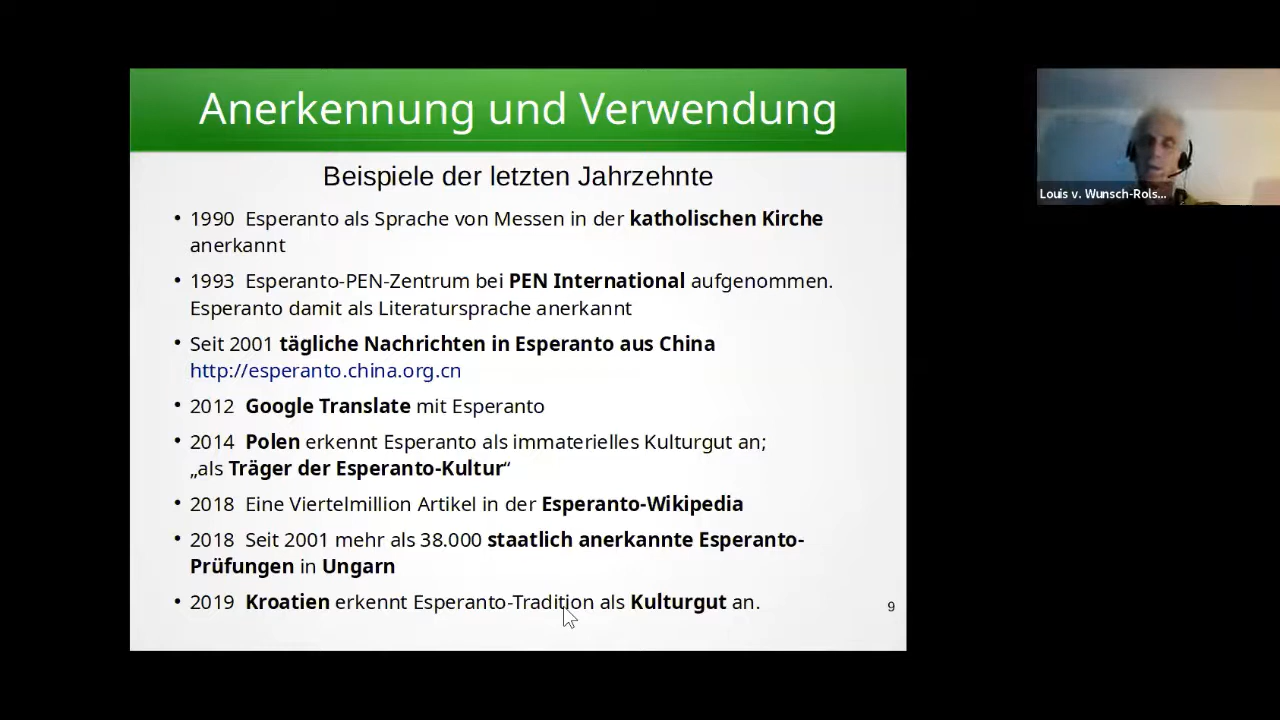 Anerkennung und Verwendung
Beispiele der letzten Jahrzehnte
• 1990 Esperanto als Sprache von Messen in der katholischen Kirche
anerkannt
• 1993 Esperanto-PEN-Zentrum bei PEN International aufgenommen.
Esperanto damit als Literatursprache anerkannt
• Seit 2001 tägliche Nachrichten in Esperanto aus China
http://esperanto.china.org.cn
• 2012 Google Translate mit Esperanto
• 2014 Polen erkennt Esperanto als immaterielles Kulturgut an;
„als Träger der Esperanto-Kultur“
• 2018 Eine Viertelmillion Artikel in der Esperanto-Wikipedia
• 2018 Seit 2001 mehr als 38.000 staatlich anerkannte Esperanto-
Prüfungen in Ungarn
• 2019 Kroatien erkennt Esperanto-Tradition als Kulturgut an.
9
Louis v. Wunsch-Rols...